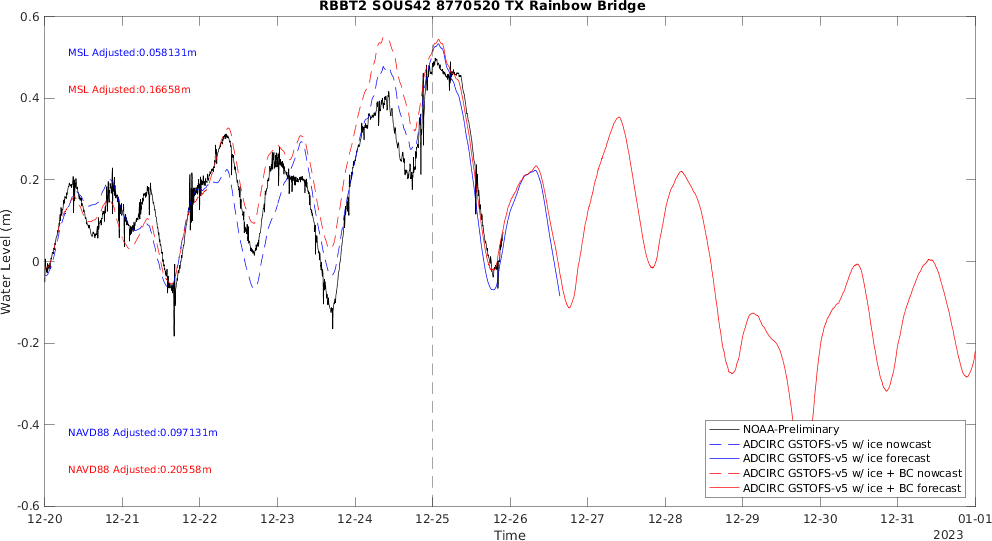 RBBT2 SOUS42 8770520 TX Rainbow Bridge
0.6
0.4
0.2
0
-0.2
-0.4
-0.6
Water Level (m)
MSL Adjusted:0.058131m
MSL Adjusted:0.16658m
NAVD88 Adjusted:0.097131m
NAVD88 Adjusted:0.20558m
NOAA-Preliminary
ADCIRC GSTOFS-v5 w/ ice nowcast
ADCIRC GSTOFS-v5 w/ ice forecast
ADCIRC GSTOFS-v5 w/ ice + BC nowcast
ADCIRC GSTOFS-v5 w/ ice + BC forecast
12-20 12-21 12-22 12-23 12-24 12-25 12-26 12-27 12-28 12-29 12-30 12-31 01-01
Time
2023